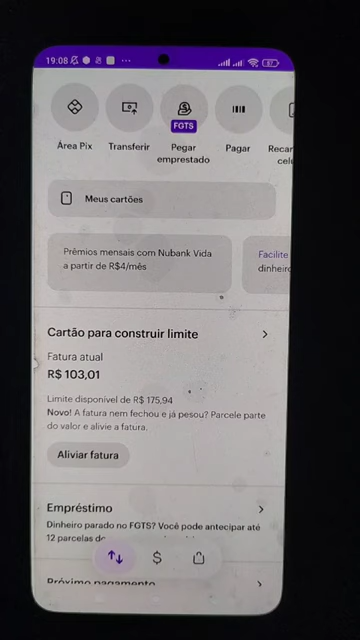 19:08
87
FGTS
Área Pix
Transferir
Pegar
emprestado
Pagar
Recar
celu
Meus cartões
Prêmios mensais com Nubank Vida
a partir de R$4/mês
Facilite
dinheiro
Cartão para construir limite
Fatura atual
R$ 103,01
Limite disponível de R$ 175,94
Novo! A fatura nem fechou e já pesou? Parcele parte
do valor e alivie a fatura.
Aliviar fatura
Empréstimo
Dinheiro parado no FGTS? Você pode antecipar até
12 parcelas de
Próximo pagamento